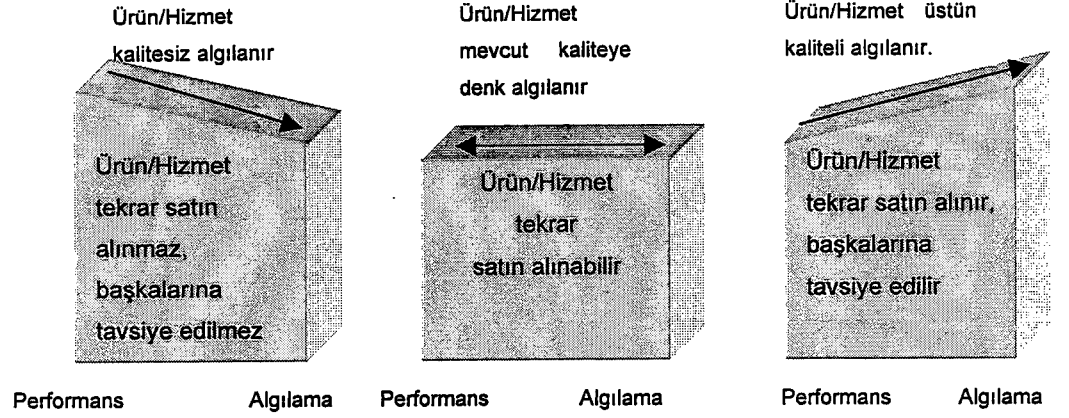 Ürün/Hizmet
kalitesiz algılanır
Ürün/Hizmet
tekrar satın
alınmaz,
başkalarına
tavsiye edilmez
Performans Algılama
Ürün/Hizmet
mevcut kaliteye
denk algılanır
Ürün/Hizmet
tekrar
satın alınabilir
Performans Algılama
Ürün/Hizmet üstün
kaliteli algılanır.
Ürün/Hizmet
tekrar satın alınır,
başkalarına
tavsiye edilir
Performans Algılama